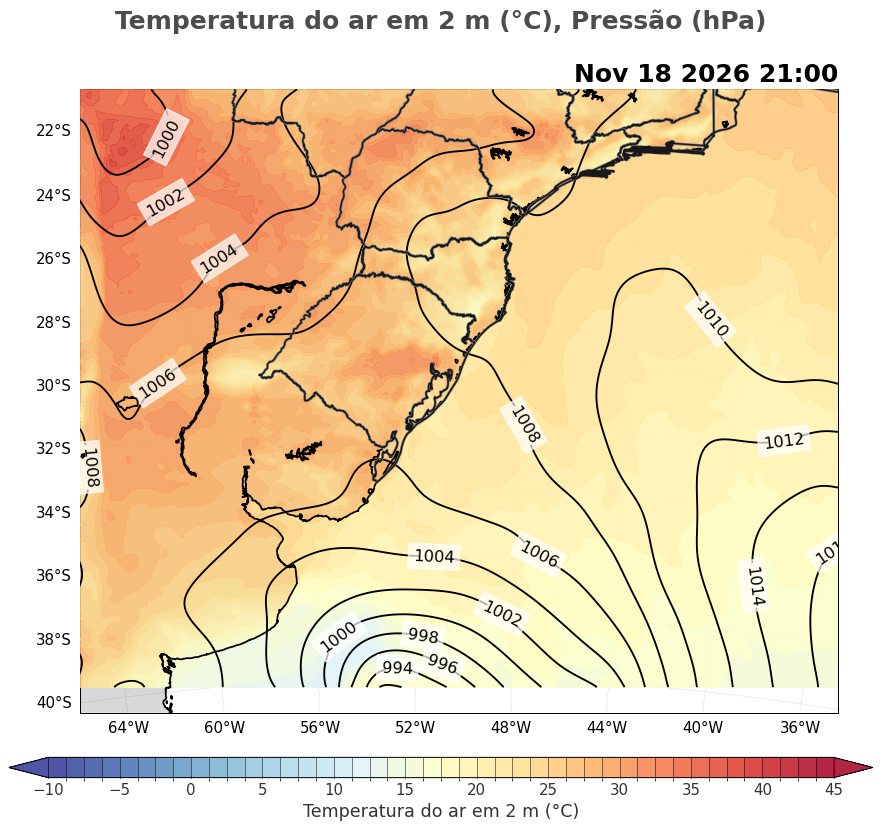 Temperatura do ar em 2 m (°C), Pressão (hPa)
Nov 18 2026 21:00
22°S
24°S
26°S
28°S
30°S
32°S
34°S
36°S
38°S
40°S
1000
1002
1004
1006
1008
1010
1012
1008
1004
1006
1002
1014
1000
998
996
994
64°W
60°W
56°W
52°W
48°W
44°W
40°W
36°W
−10
−5
0
5
10
15
20
25
30
35
40
45
Temperatura do ar em 2 m (°C)